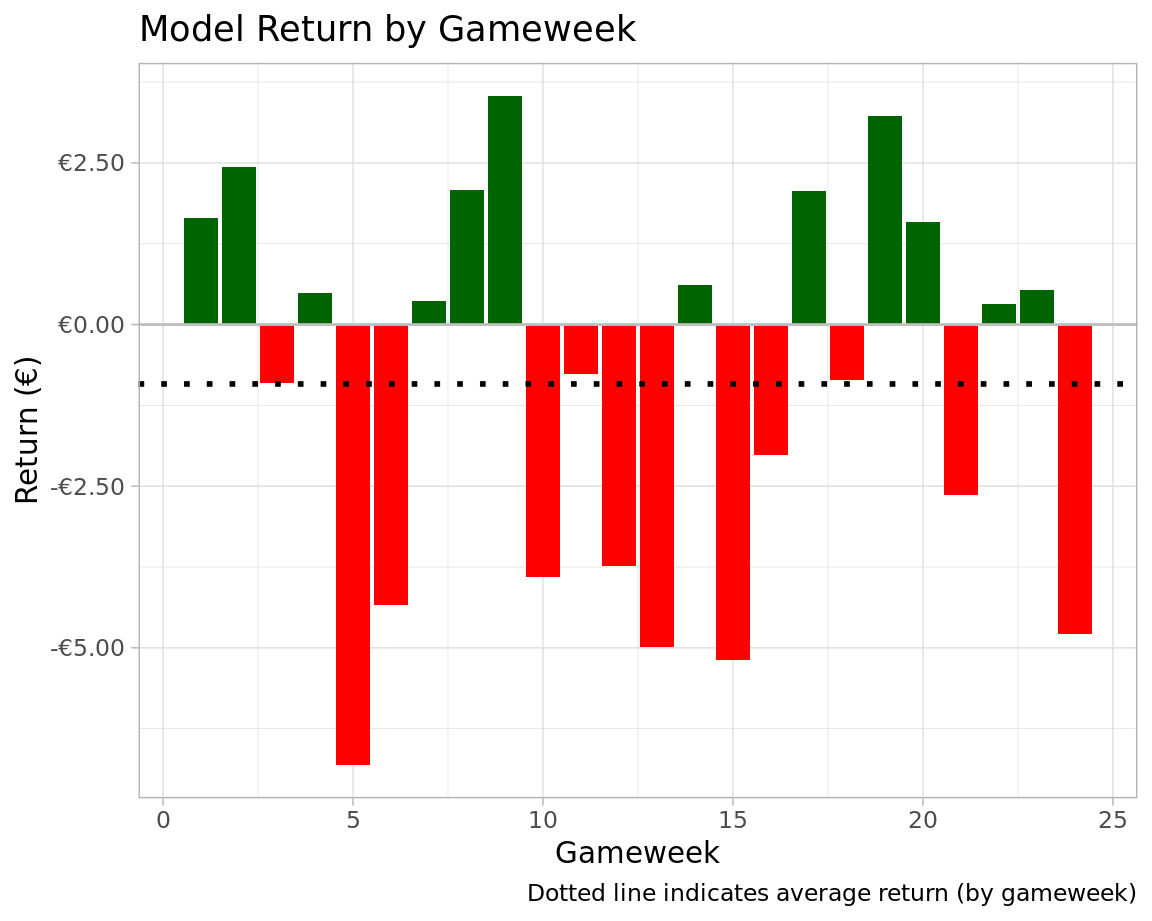 Model Return by Gameweek
€2.50
€0.00
-€2.50
-€5.00
Return (€)
0 5 10 15 20 25
Gameweek
Dotted line indicates average return (by gameweek)